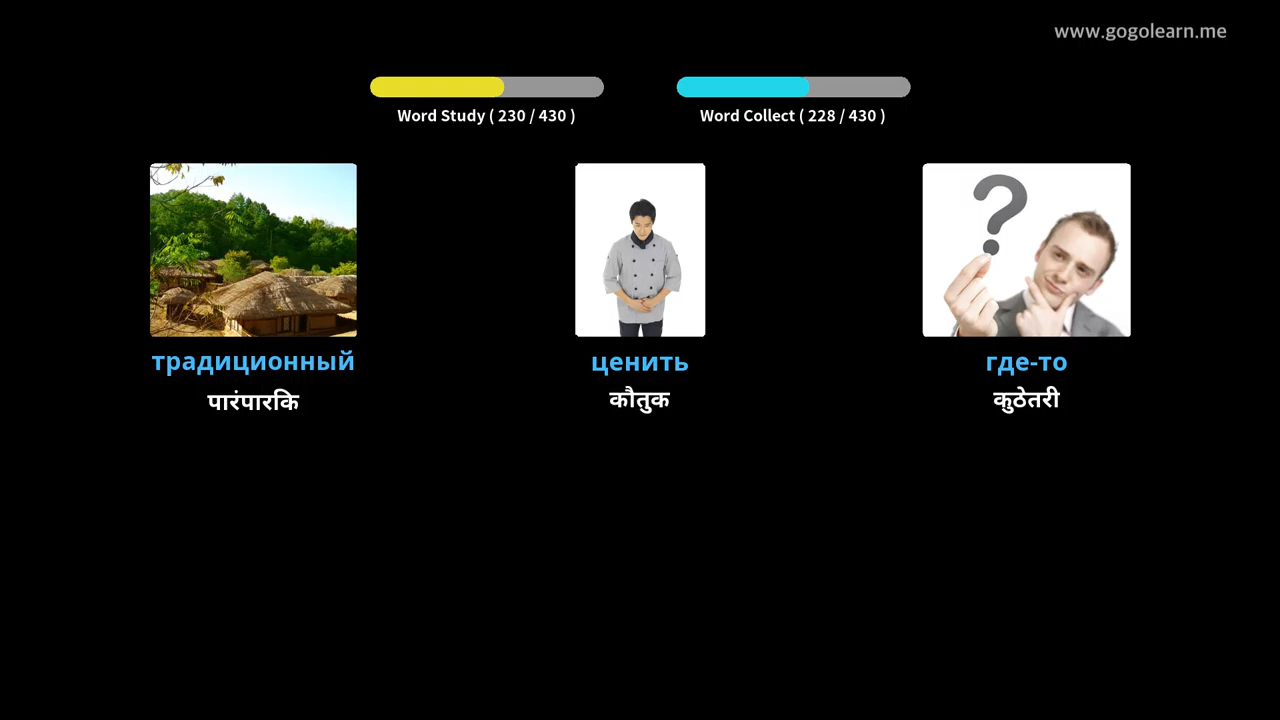 www.gogolearn.me
Word Study ( 230 / 430 )
Word Collect ( 228 / 430 )
традиционный
ценить
где-то
पारंपारकि
कौतुक
कुठेतरी